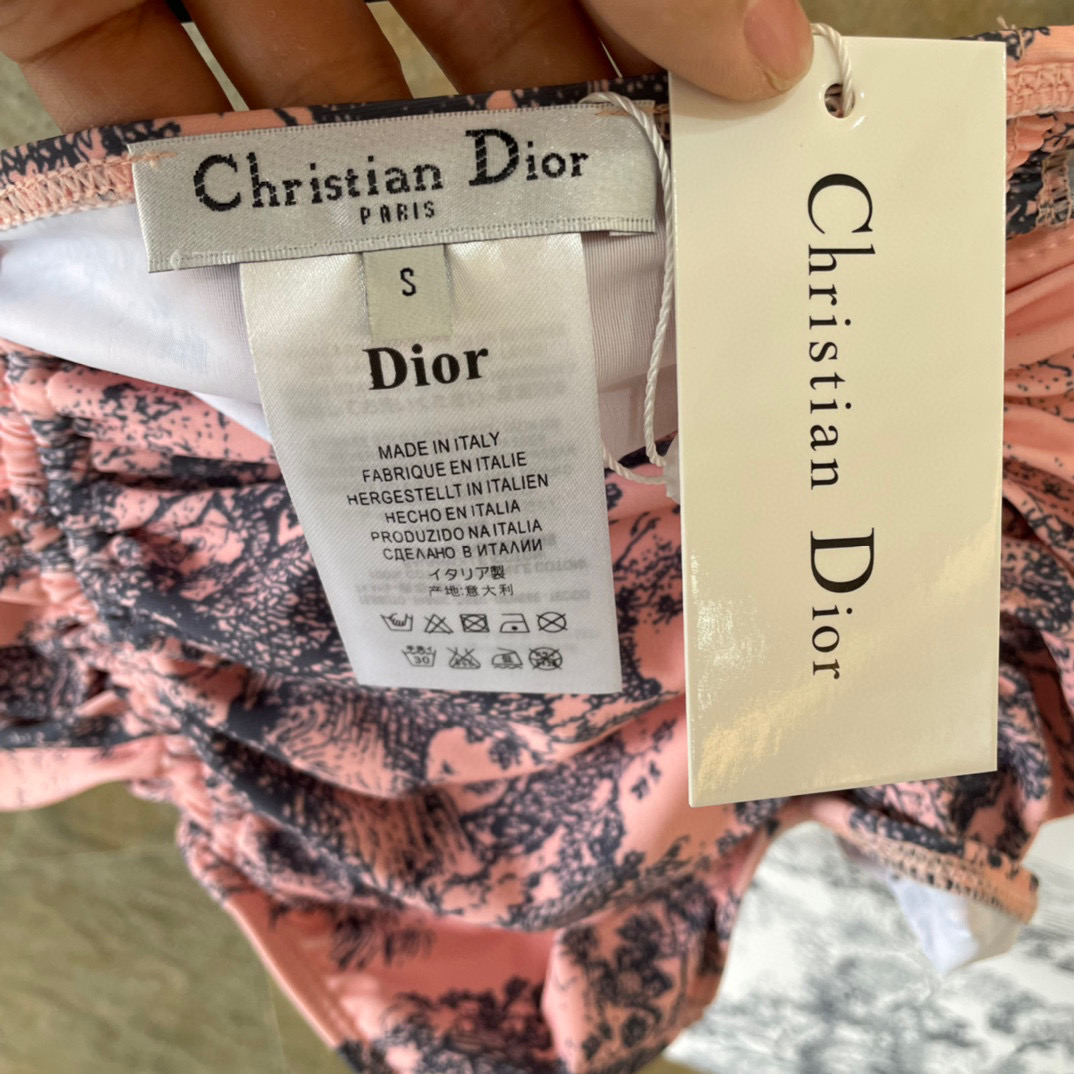 Christian Dior
PARIS
S
Dior
MADE IN ITALY
FABRIQUE EN ITALIE
HERGESTELLT IN ITALIEN
HECHO EN ITALIA
PRODUZIDO NA ITALIA
СДЕЛАНО В ИТАЛИИ
イタリア製
产地:意大利
30
Christian Dior